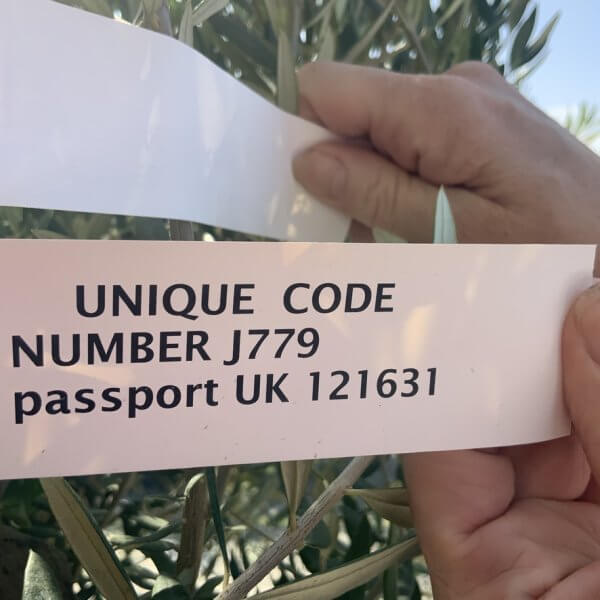 UNIQUE CODE
NUMBER J779
passport UK 121631